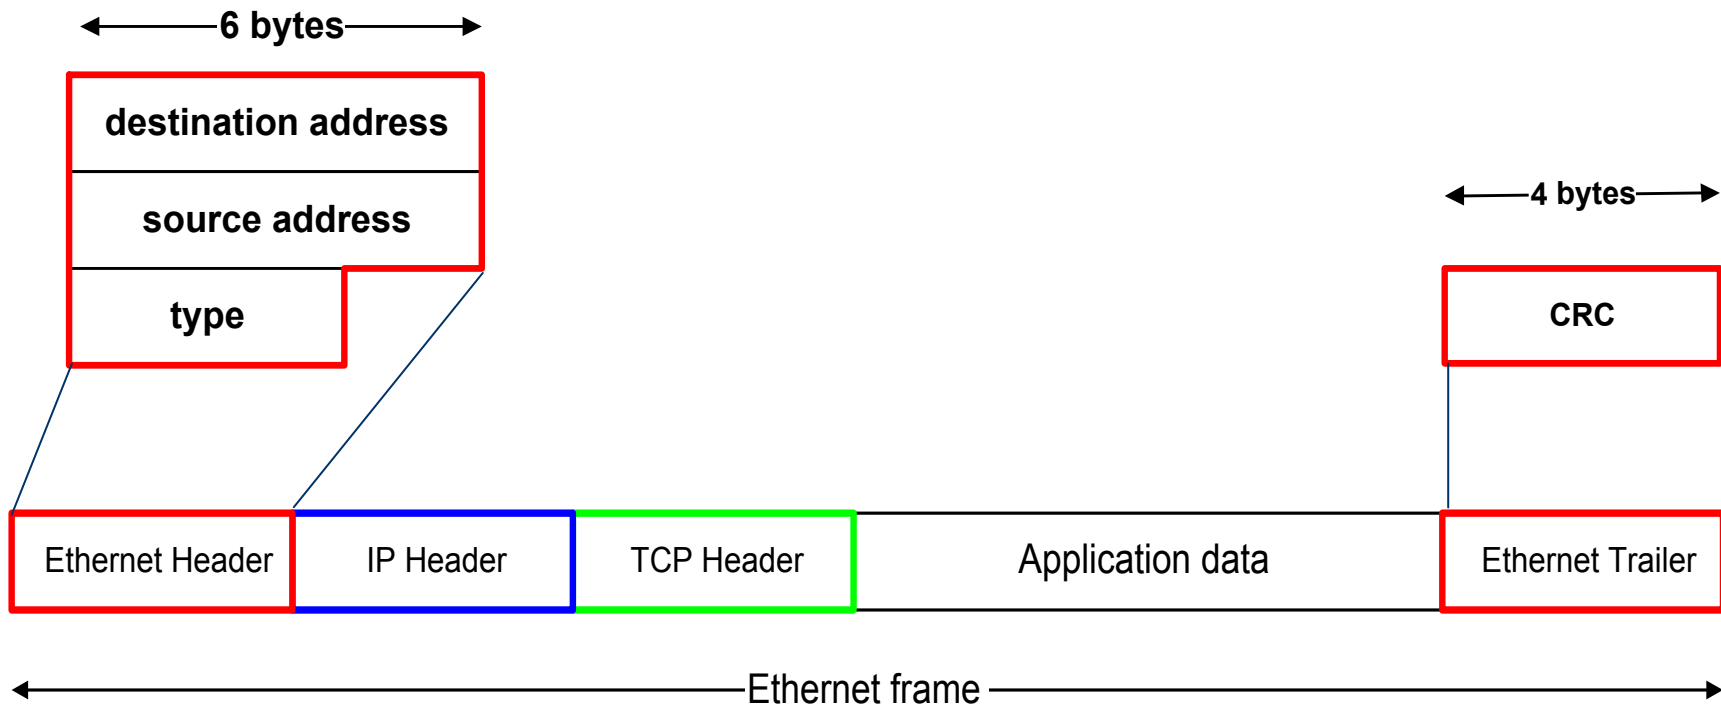 6 bytes
destination address
source address
4 bytes
type
CRC
Ethernet Header
IP Header
TCP Header
Application data
Ethernet Trailer
Ethernet frame